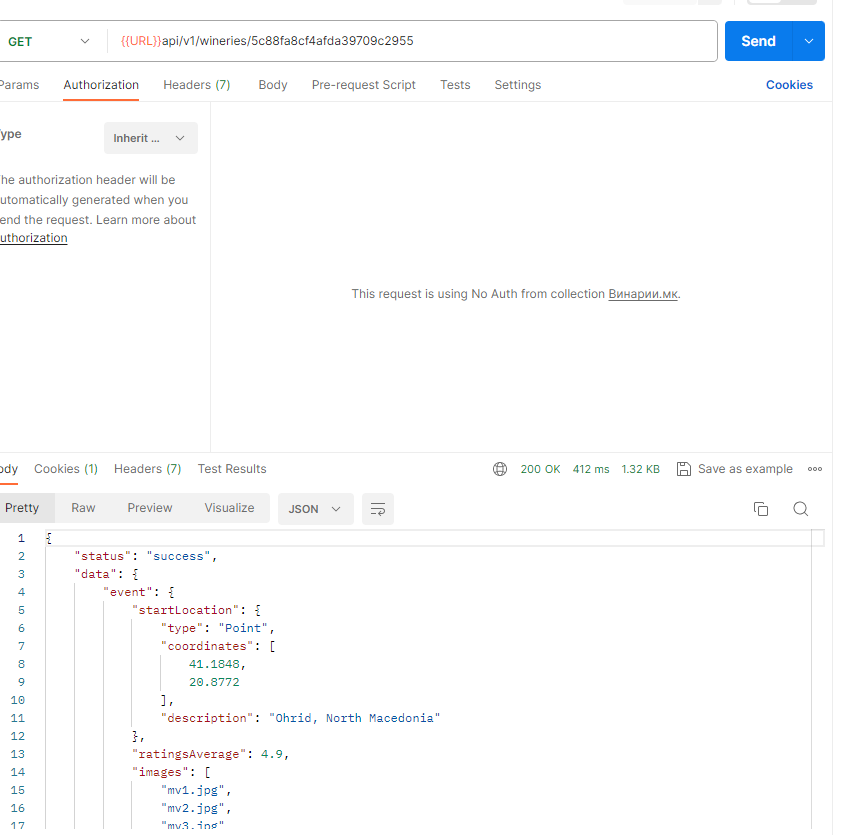 GET
{{URL}}api/v1/wineries/5c88fa8cf4afda39709c2955
Send
Params Authorization Headers (7) Body Pre-request Script Tests Settings Cookies
ype Inherit ...
he authorization header will be
utomatically generated when you
end the request. Learn more about
uthorization
This request is using No Auth from collection Винарии.мк.
ody Cookies (1) Headers (7) Test Results 200 OK 412 ms 1.32 KB Save as example
Pretty Raw Preview Visualize JSON
1 {
2 "status": "success",
3 "data": {
4 "event": {
5 "startLocation": {
6 "type": "Point",
7 "coordinates": [
8 41.1848,
9 20.8772
10 ],
11 "description": "Ohrid, North Macedonia"
12 },
13 "ratingsAverage": 4.9,
14 "images": [
15 "mv1.jpg",
16 "mv2.jpg",
17 "mv3.jpg"